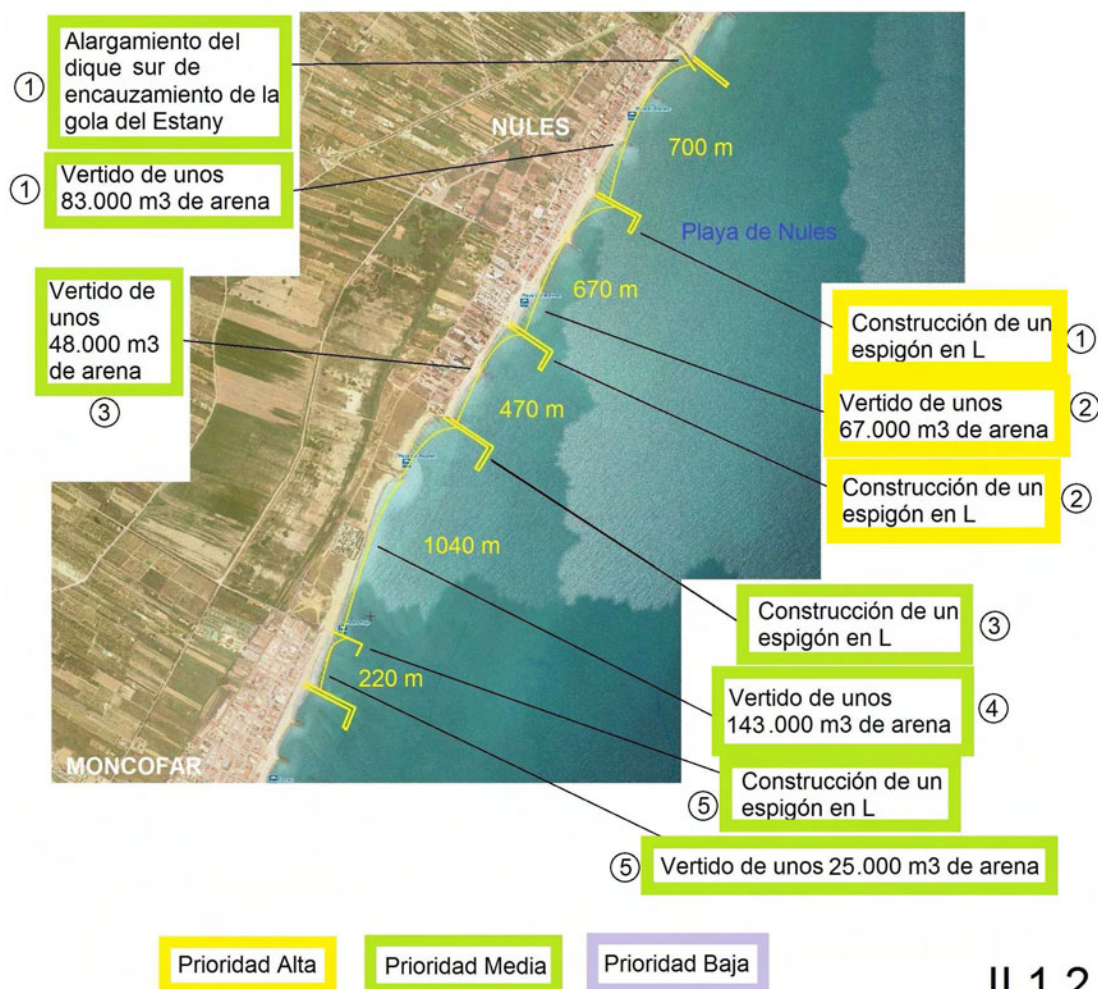 Alargamiento del
dique sur de
encauzamiento de la
gola del Estany
1
1
Vertido de unos
83.000 m3 de arena
NULES
700 m
Playa de Nules
670 m
Vertido de
unos
48.000 m3
de arena
3
470 m
Construcción de un
espigón en L
1
Vertido de unos
67.000 m3 de arena
2
Construcción de un
espigón en L
2
1040 m
Construcción de un
espigón en L
3
220 m
Vertido de unos
143.000 m3 de arena
4
MONCOFAR
Construcción de un
espigón en L
5
5
Vertido de unos 25.000 m3 de arena
Prioridad Alta
Prioridad Media
Prioridad Baja
II.1.2